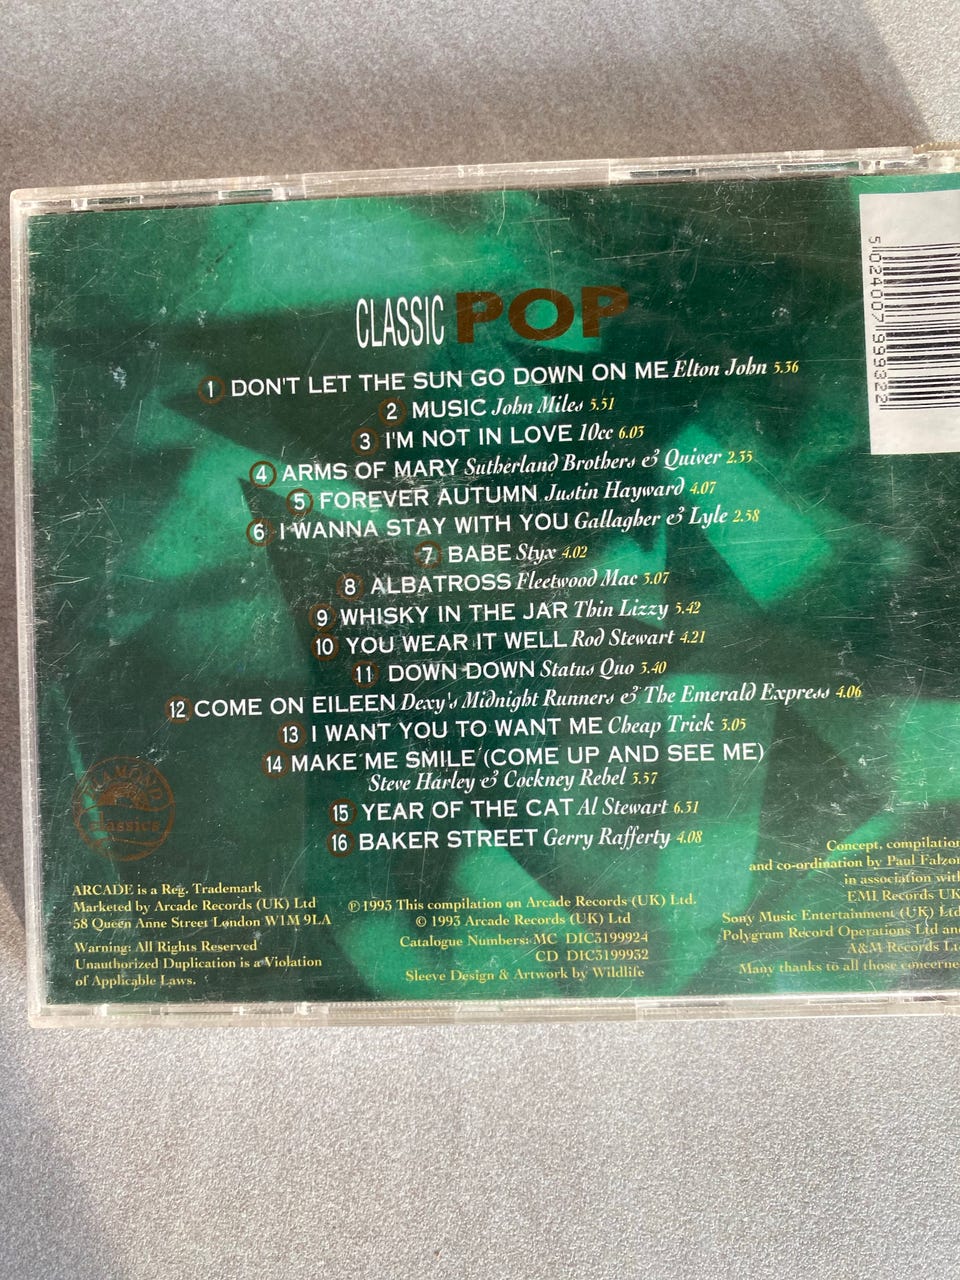 CLASSIC POP
1 DON'T LET THE SUN GO DOWN ON ME Elton John 5.36
2 MUSIC John Miles 5.51
3 I'M NOT IN LOVE 10cc 6.03
4 ARMS OF MARY Sutherland Brothers & Quiver 2.35
5 FOREVER AUTUMN Justin Hayward 4.07
6 I WANNA STAY WITH YOU Gallagher & Lyle 2.58
7 BABE Styx 4.02
8 ALBATROSS Fleetwood Mac 3.07
9 WHISKY IN THE JAR Thin Lizzy 5.42
10 YOU WEAR IT WELL Rod Stewart 4.21
11 DOWN DOWN Status Quo 3.40
12 COME ON EILEEN Dexy's Midnight Runners & The Emerald Express 4.06
13 I WANT YOU TO WANT ME Cheap Trick 3.05
14 MAKE ME SMILE (COME UP AND SEE ME)
Steve Harley & Cockney Rebel 3.57
15 YEAR OF THE CAT Al Stewart 6.31
16 BAKER STREET Gerry Rafferty 4.08
DIAMOND
classics
ARCADE is a Reg. Trademark
Marketed by Arcade Records (UK) Ltd
58 Queen Anne Street London W1M 9LA
Warning: All Rights Reserved
Unauthorized Duplication is a Violation
of Applicable Laws.
℗1993 This compilation on Arcade Records (UK) Ltd.
© 1993 Arcade Records (UK) Ltd
Catalogue Numbers: MC DIC3199924
CD DIC3199932
Sleeve Design & Artwork by Wildlife
Concept, compilation
and co-ordination by Paul Falzon
in association with
EMI Records UK
Sony Music Entertainment (UK) Ltd
Polygram Record Operations Ltd and
A&M Records Ltd
Many thanks to all those concerne
5 024007 999322